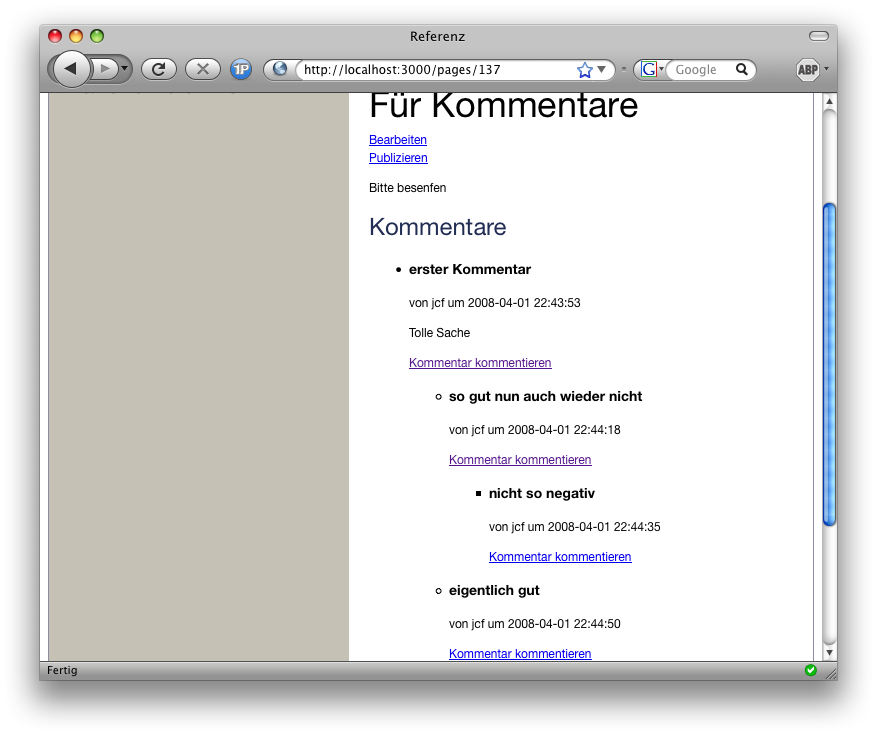 Referenz
1P
http://localhost:3000/pages/137
G
Google
ABP
Für Kommentare
Bearbeiten
Publizieren
Bitte besenfen
Kommentare
erster Kommentar
von jcf um 2008-04-01 22:43:53
Tolle Sache
Kommentar kommentieren
so gut nun auch wieder nicht
von jcf um 2008-04-01 22:44:18
Kommentar kommentieren
nicht so negativ
von jcf um 2008-04-01 22:44:35
Kommentar kommentieren
eigentlich gut
von jcf um 2008-04-01 22:44:50
Kommentar kommentieren
Fertig